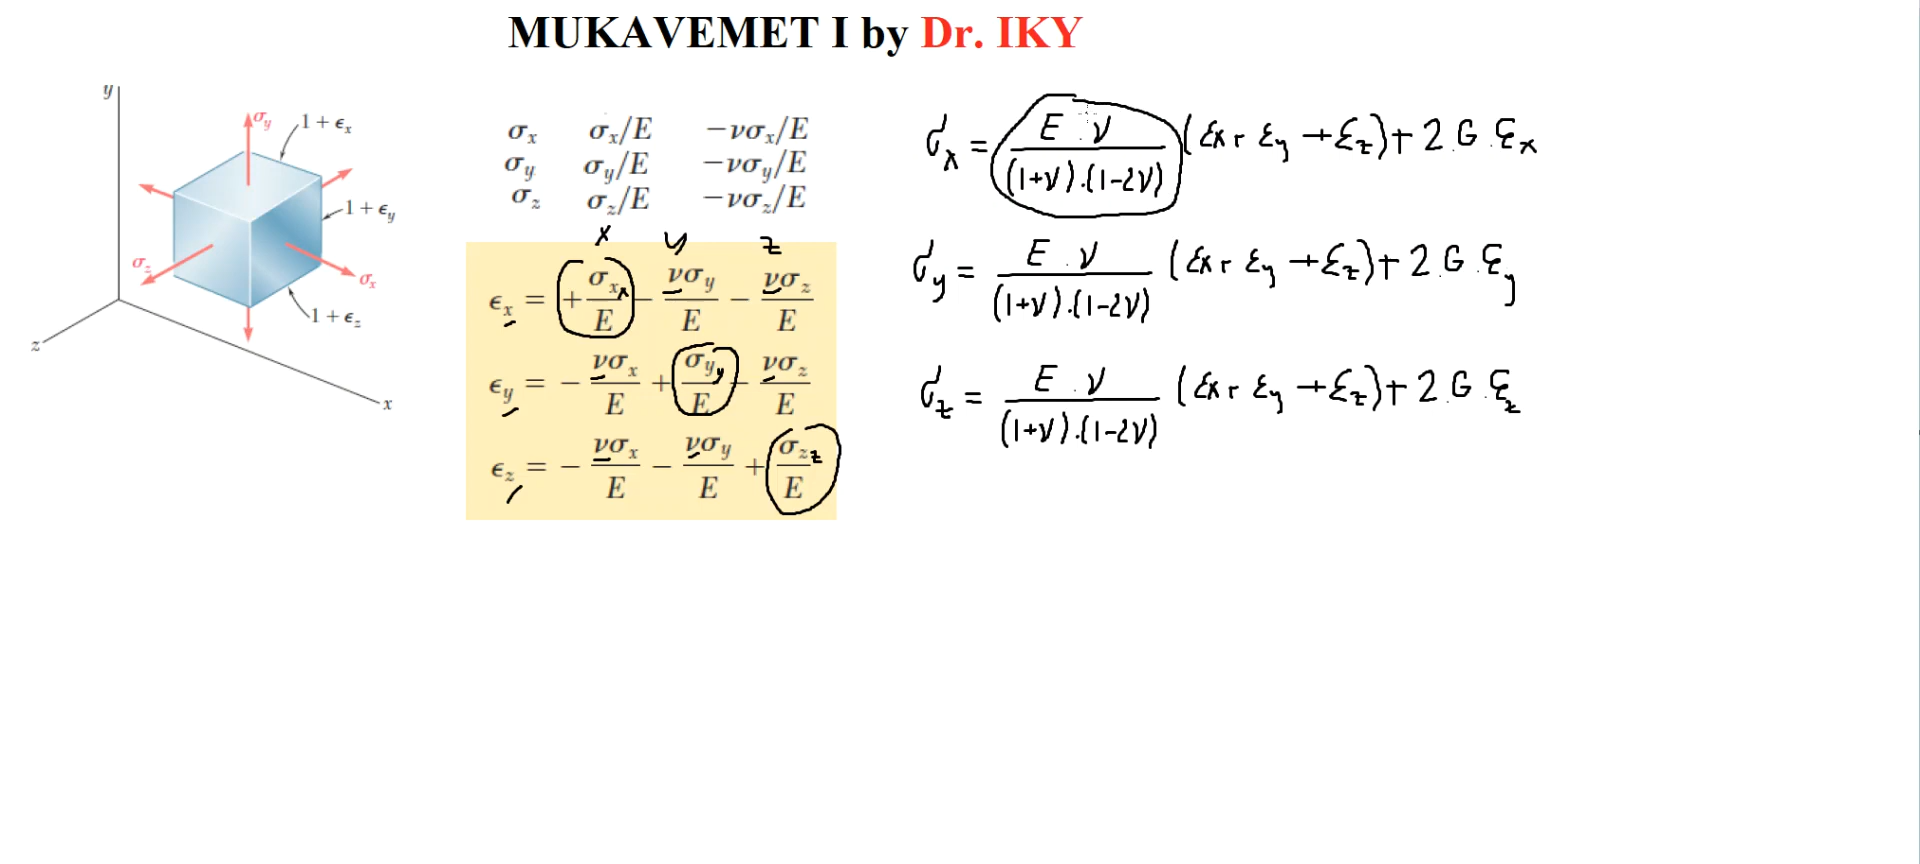 MUKAVEMET I by Dr. IKY
y
σy
1 + ϵx
1 + ϵy
σz
σx
1 + ϵz
z
x
σx σx/E −νσx/E
σy σy/E −νσy/E
σz σz/E −νσz/E
x y z
ϵx = + σx x/E − νσy/E − νσz/E
ϵy = − νσx/E + σy y/E − νσz/E
ϵz = − νσx/E − νσy/E + σz z/E
σx = E.ν/(1+ν).(1-2ν) (εx + εy + εz) + 2.G.εx
σy = E.ν/(1+ν).(1-2ν) (εx + εy + εz) + 2.G.εy
σz = E.ν/(1+ν).(1-2ν) (εx + εy + εz) + 2.G.εz